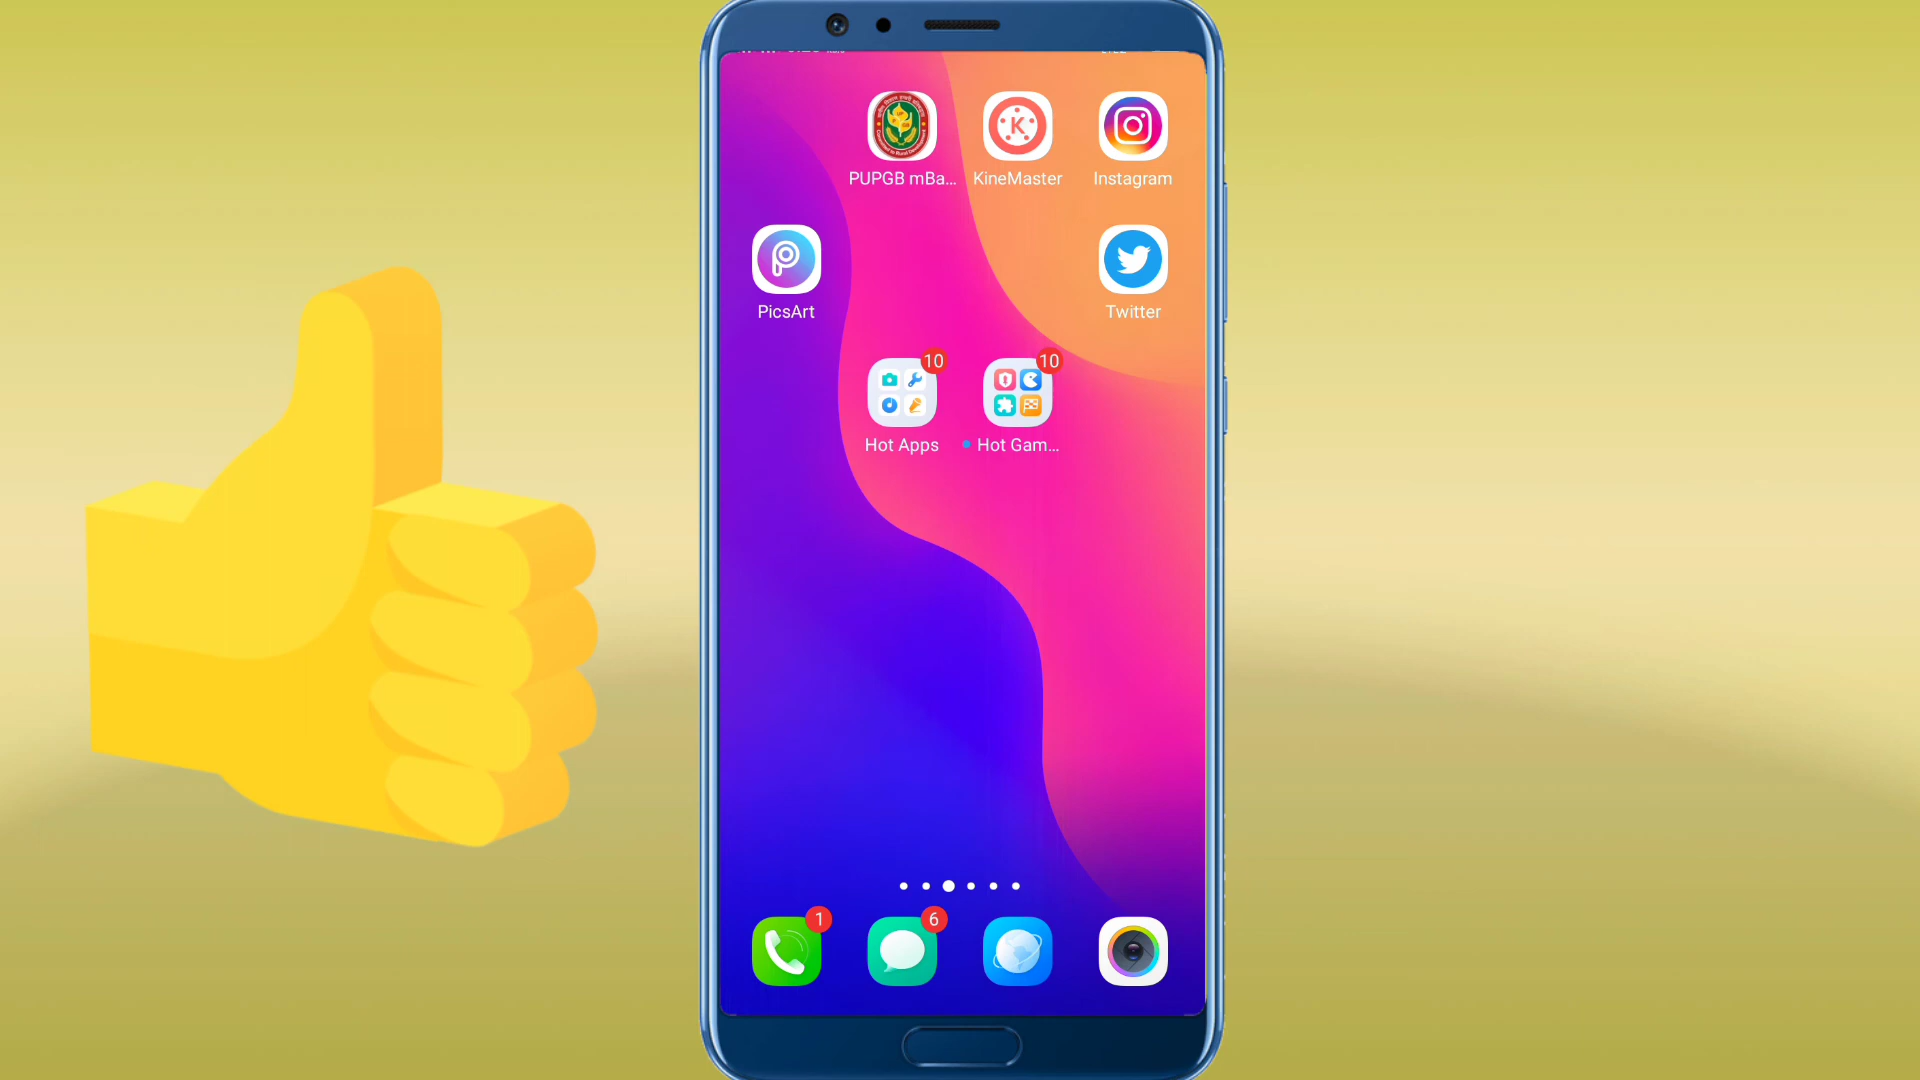 PUPGB mBa... KineMaster Instagram
PicsArt Twitter
10 10
Hot Apps Hot Gam...
1 6